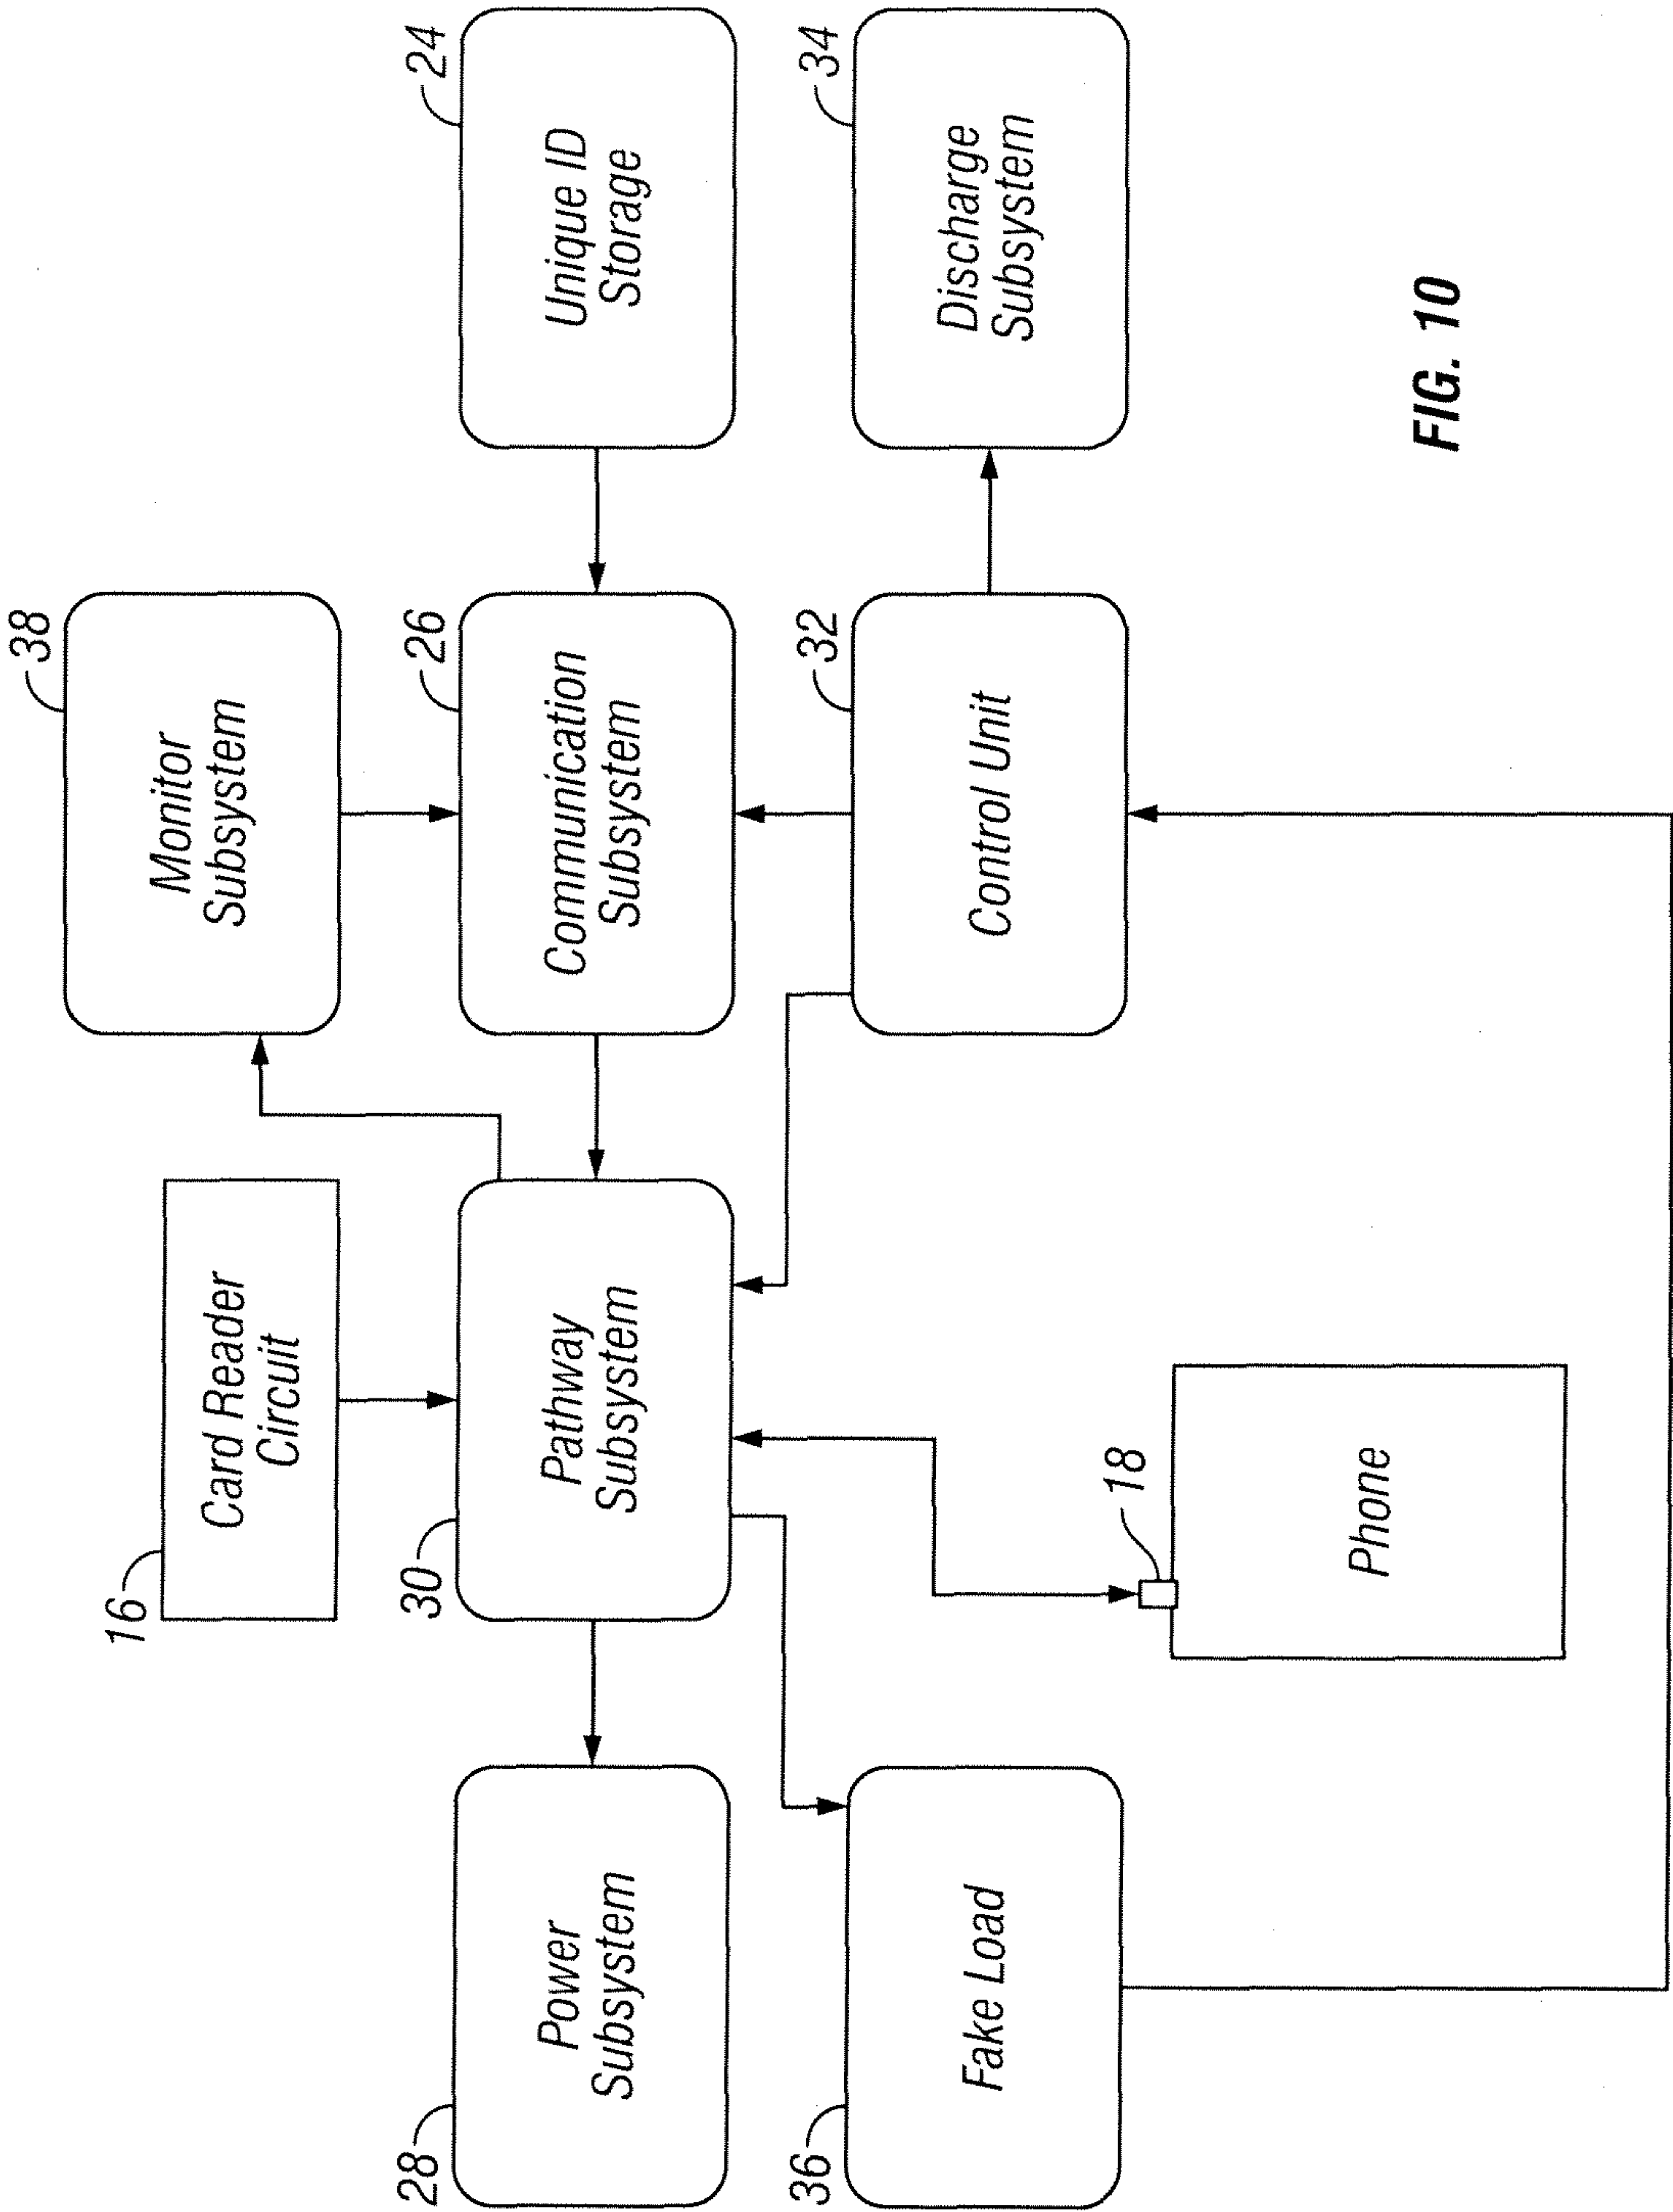 38
Monitor
Subsystem
16
Card Reader
Circuit
28
Power
Subsystem
30
Pathway
Subsystem
26
Communication
Subsystem
24
Unique ID
Storage
36
Fake Load
32
Control Unit
34
Discharge
Subsystem
18
Phone
FIG. 10